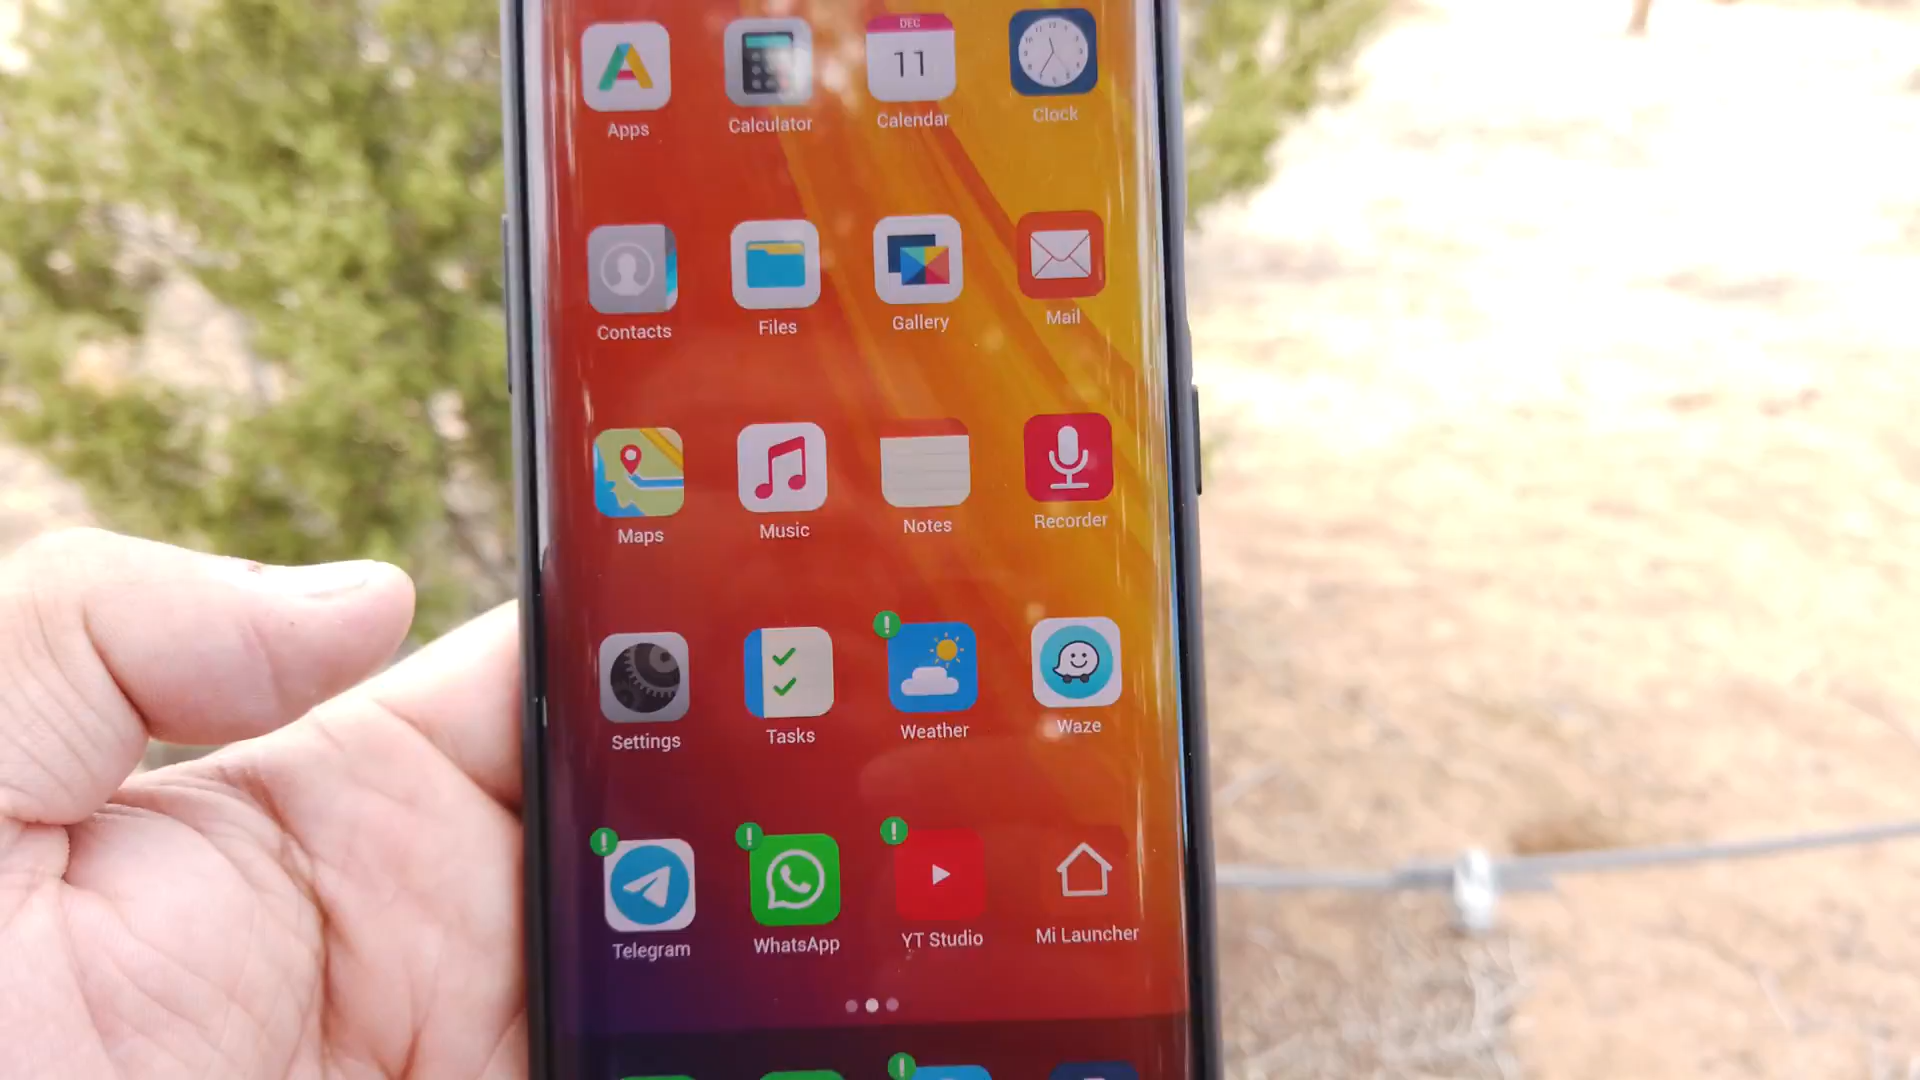 DEC
11
Apps
Calculator
Calendar
Clock
Contacts
Files
Gallery
Mail
Maps
Music
Notes
Recorder
Settings
Tasks
Weather
Waze
Telegram
WhatsApp
YT Studio
Mi Launcher